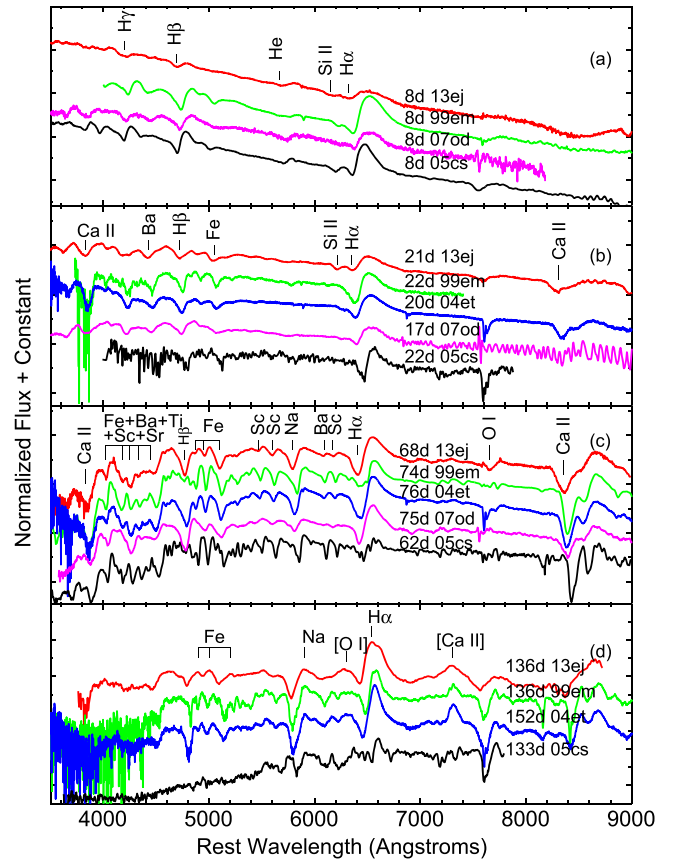 Hγ
Hβ
He
Si II
Hα
(a)
8d 13ej
8d 99em
8d 07od
8d 05cs
Ca II
Ba
Hβ
Fe
Si II
Hα
Ca II
(b)
21d 13ej
22d 99em
20d 04et
17d 07od
22d 05cs
Ca II
Fe+Ba+Ti
+Sc+Sr
Hβ
Fe
Sc
Sc
Na
Ba
Sc
Hα
O I
Ca II
(c)
68d 13ej
74d 99em
76d 04et
75d 07od
62d 05cs
Fe
Na
[O I]
Hα
[Ca II]
(d)
136d 13ej
136d 99em
152d 04et
133d 05cs
4000 5000 6000 7000 8000 9000
Rest Wavelength (Angstroms)
Normalized Flux + Constant